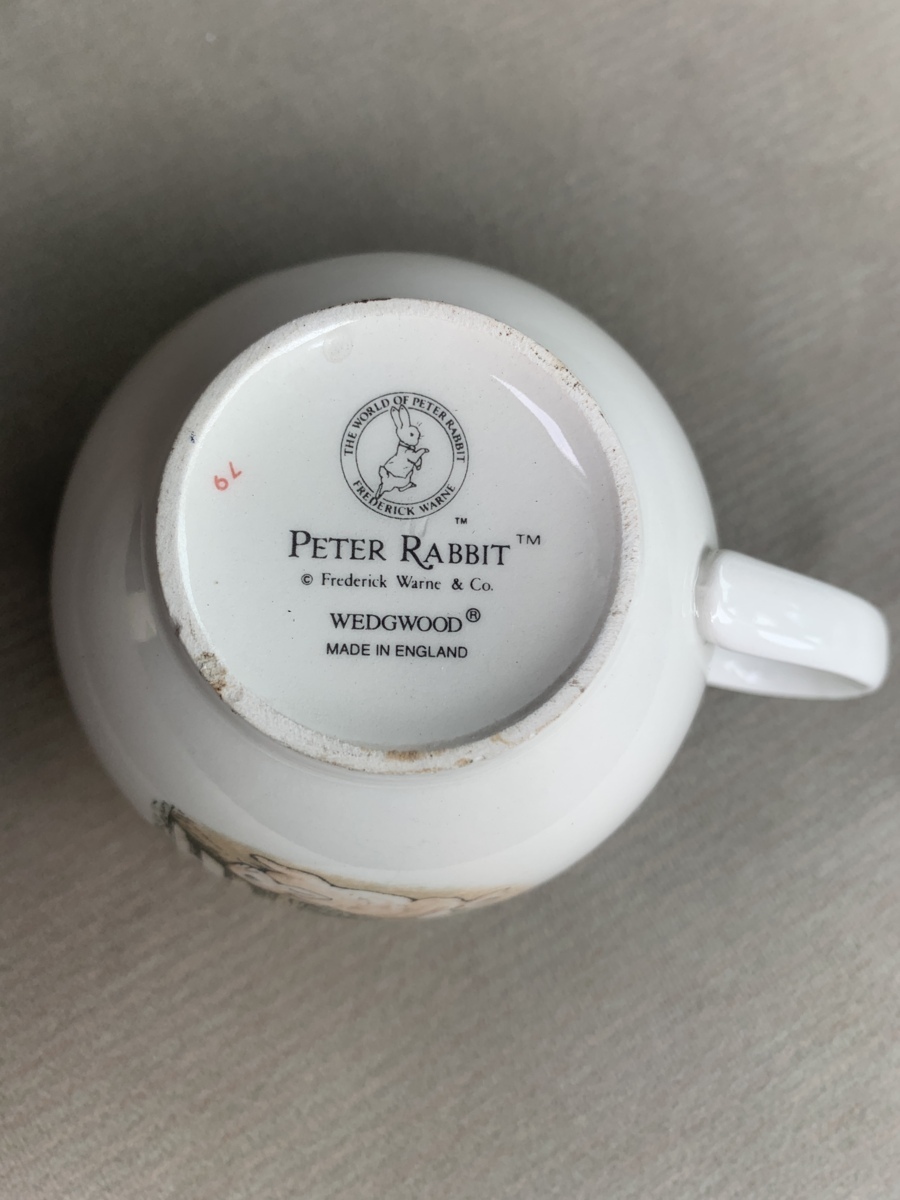 THE WORLD OF PETER RABBIT
FREDERICK WARNE
TM
PETER RABBIT™
© Frederick Warne & Co.
WEDGWOOD®
MADE IN ENGLAND
79